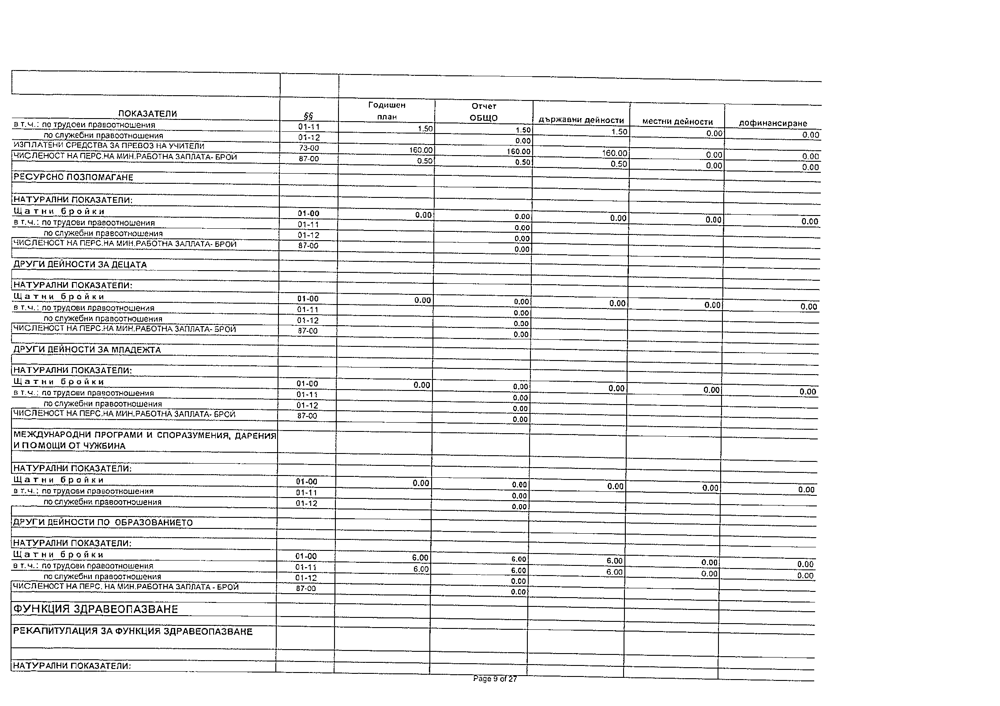 ПОКАЗАТЕЛИ §§ Годишен план Отчет ОБЩО държавни дейности местни дейности дофинансиране
в т.ч.: по трудови правоотношения 01-11 1.50 1.50 1.50 0.00 0.00
по служебни правоотношения 01-12 0.00
ИЗПЛАТЕНИ СРЕДСТВА ЗА ПРЕВОЗ НА УЧИТЕЛИ 73-00 160.00 160.00 160.00 0.00 0.00
ЧИСЛЕНОСТ НА ПЕРС.НА МИН.РАБОТНА ЗАПЛАТА- БРОЙ 87-00 0.50 0.50 0.50 0.00 0.00
РЕСУРСНО ПОЗПОМАГАНЕ
НАТУРАЛНИ ПОКАЗАТЕЛИ:
Щатни бройки 01-00 0.00 0.00 0.00 0.00 0.00
в т.ч.: по трудови правоотношения 01-11 0.00
по служебни правоотношения 01-12 0.00
ЧИСЛЕНОСТ НА ПЕРС.НА МИН.РАБОТНА ЗАПЛАТА- БРОЙ 87-00 0.00
ДРУГИ ДЕЙНОСТИ ЗА ДЕЦАТА
НАТУРАЛНИ ПОКАЗАТЕЛИ:
Щатни бройки 01-00 0.00 0.00 0.00 0.00 0.00
в т.ч.: по трудови правоотношения 01-11 0.00
по служебни правоотношения 01-12 0.00
ЧИСЛЕНОСТ НА ПЕРС.НА МИН.РАБОТНА ЗАПЛАТА- БРОЙ 87-00 0.00
ДРУГИ ДЕЙНОСТИ ЗА МЛАДЕЖТА
НАТУРАЛНИ ПОКАЗАТЕЛИ:
Щатни бройки 01-00 0.00 0.00 0.00 0.00 0.00
в т.ч.: по трудови правоотношения 01-11 0.00
по служебни правоотношения 01-12 0.00
ЧИСЛЕНОСТ НА ПЕРС.НА МИН.РАБОТНА ЗАПЛАТА- БРОЙ 87-00 0.00
МЕЖДУНАРОДНИ ПРОГРАМИ И СПОРАЗУМЕНИЯ, ДАРЕНИЯ
И ПОМОЩИ ОТ ЧУЖБИНА
НАТУРАЛНИ ПОКАЗАТЕЛИ:
Щатни бройки 01-00 0.00 0.00 0.00 0.00 0.00
в т.ч.: по трудови правоотношения 01-11 0.00
по служебни правоотношения 01-12 0.00
ДРУГИ ДЕЙНОСТИ ПО ОБРАЗОВАНИЕТО
НАТУРАЛНИ ПОКАЗАТЕЛИ:
Щатни бройки 01-00 6.00 6.00 6.00 0.00 0.00
в т.ч.: по трудови правоотношения 01-11 6.00 6.00 6.00 0.00 0.00
по служебни правоотношения 01-12 0.00
ЧИСЛЕНОСТ НА ПЕРС. НА МИН.РАБОТНА ЗАПЛАТА - БРОЙ 87-00 0.00
ФУНКЦИЯ ЗДРАВЕОПАЗВАНЕ
РЕКАПИТУЛАЦИЯ ЗА ФУНКЦИЯ ЗДРАВЕОПАЗВАНЕ
НАТУРАЛНИ ПОКАЗАТЕЛИ:
Page 9 of 27